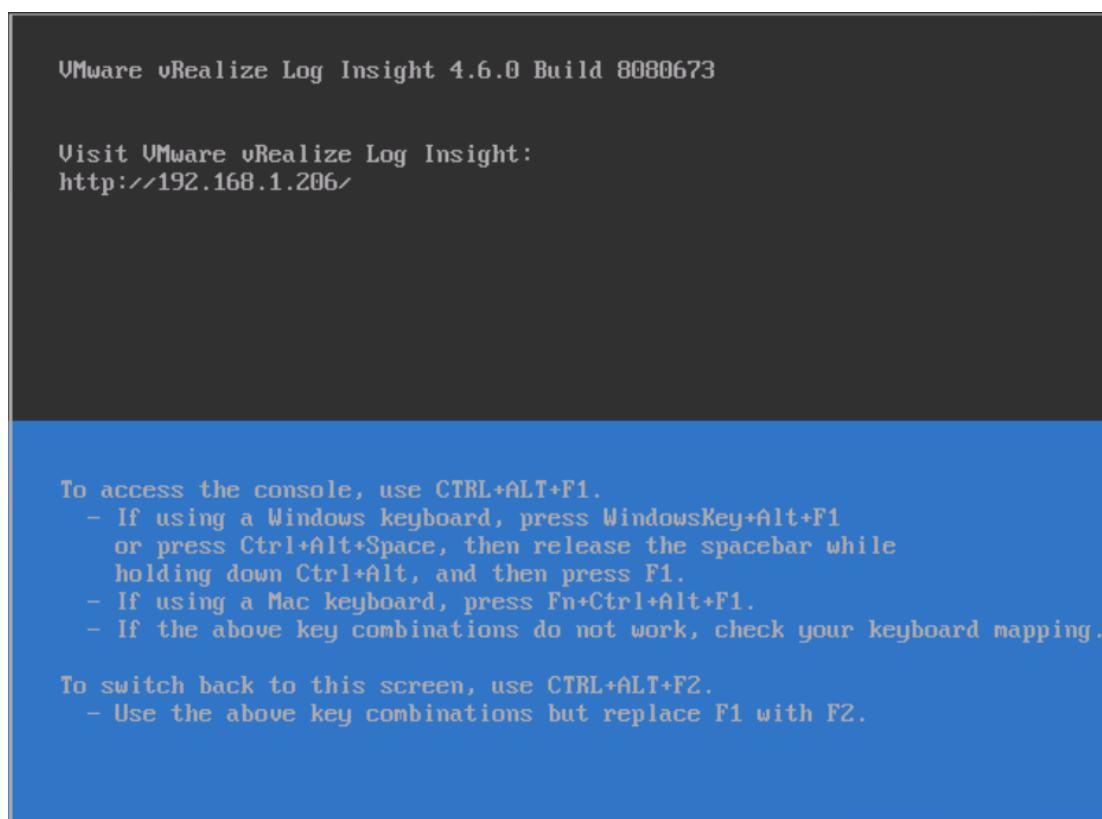 VMware vRealize Log Insight 4.6.0 Build 8080673
Visit VMware vRealize Log Insight:
http://192.168.1.206/
To access the console, use CTRL+ALT+F1.
- If using a Windows keyboard, press WindowsKey+Alt+F1
or press Ctrl+Alt+Space, then release the spacebar while
holding down Ctrl+Alt, and then press F1.
- If using a Mac keyboard, press Fn+Ctrl+Alt+F1.
- If the above key combinations do not work, check your keyboard mapping.
To switch back to this screen, use CTRL+ALT+F2.
- Use the above key combinations but replace F1 with F2.